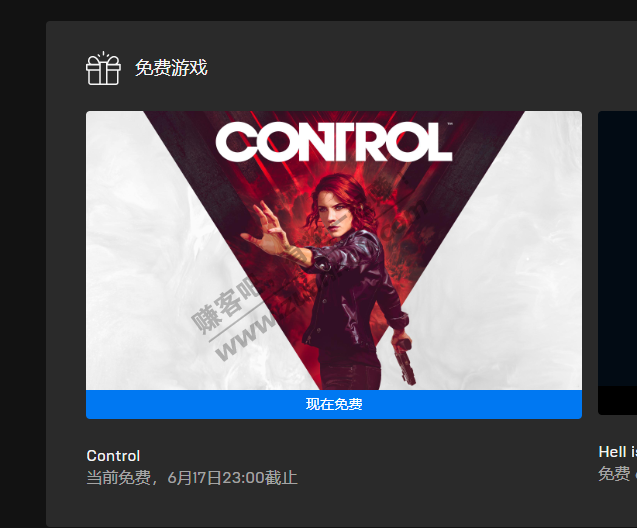 免费游戏
CONTROL™
赚客吧
www.
现在免费
Control
当前免费，6月17日23:00截止
Hell is
免费